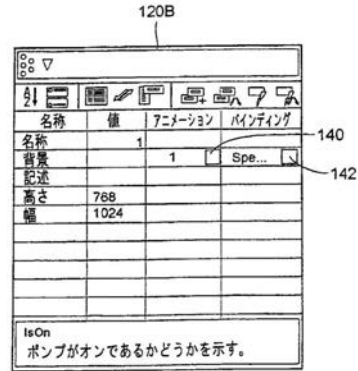 120B
名称 値 アニメーション バインディング
名称 1
背景 1 Spe...
記述
高さ 768
幅 1024
140
142
IsOn
ポンプがオンであるかどうかを示す。